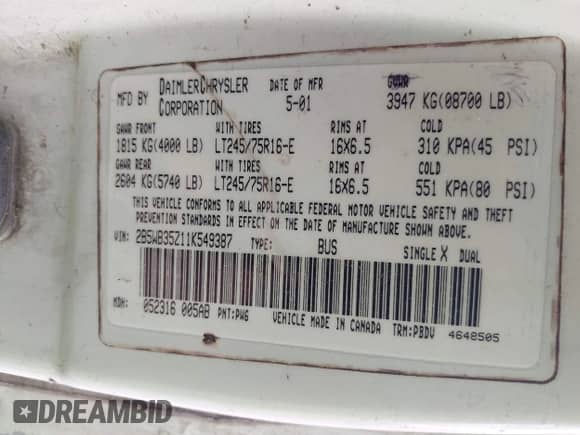 MFD BY DAIMLERCHRYSLER CORPORATION DATE OF MFR 5-01 GVWR 3947 KG(08700 LB)
GAWR FRONT WITH TIRES RIMS AT COLD
1815 KG(4000 LB) LT245/75R16-E 16X6.5 310 KPA(45 PSI)
GAWR REAR WITH TIRES RIMS AT COLD
2604 KG(5740 LB) LT245/75R16-E 16X6.5 551 KPA(80 PSI)
THIS VEHICLE CONFORMS TO ALL APPLICABLE FEDERAL MOTOR VEHICLE SAFETY AND THEFT
PREVENTION STANDARDS IN EFFECT ON THE DATE OF MANUFACTURE SHOWN ABOVE.
VIN: 2B5WB35Z11K549387 TYPE: BUS SINGLE X DUAL
MDH: 052316 005AB PNT: PW6 VEHICLE MADE IN CANADA TRM: PBDV 4648505
DREAMBID